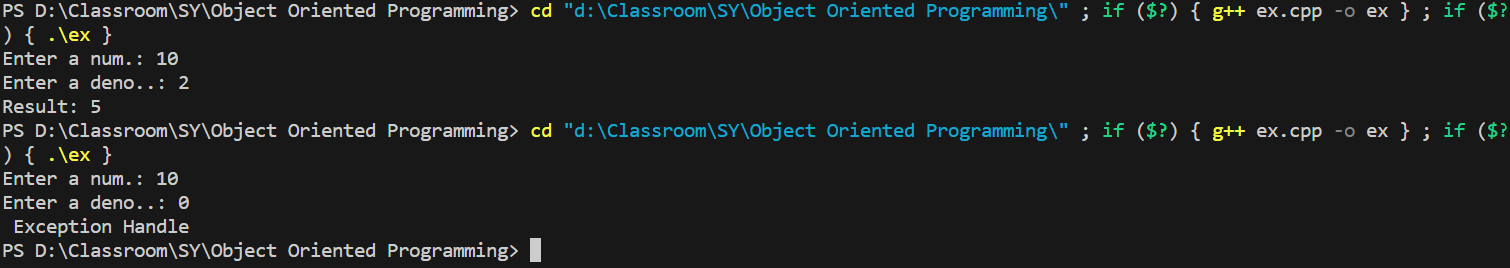 PS D:\Classroom\SY\Object Oriented Programming> cd "d:\Classroom\SY\Object Oriented Programming\" ; if ($?) { g++ ex.cpp -o ex } ; if ($?
) { .\ex }
Enter a num.: 10
Enter a deno..: 2
Result: 5
PS D:\Classroom\SY\Object Oriented Programming> cd "d:\Classroom\SY\Object Oriented Programming\" ; if ($?) { g++ ex.cpp -o ex } ; if ($?
) { .\ex }
Enter a num.: 10
Enter a deno..: 0
 Exception Handle
PS D:\Classroom\SY\Object Oriented Programming>